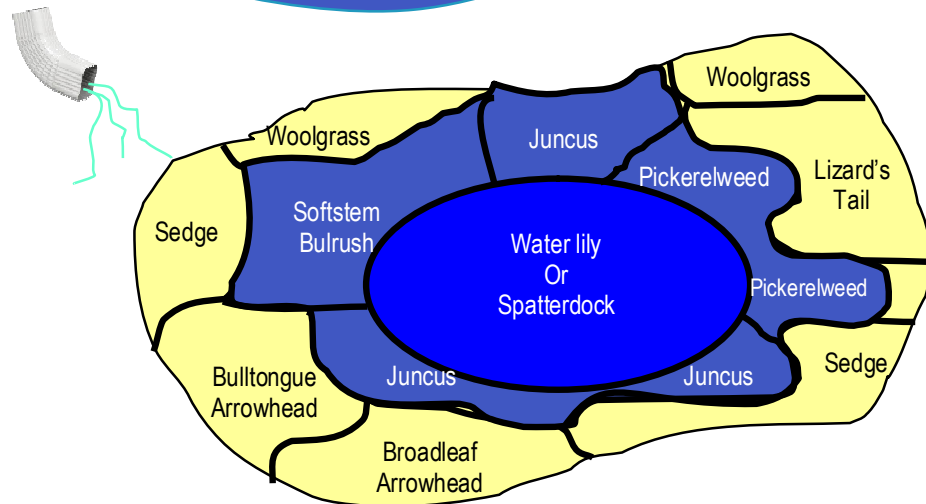 Woolgrass
Woolgrass
Juncus
Pickerelweed
Lizard's
Tail
Softstem
Bulrush
Sedge
Water lily
Or
Spatterdock
Pickerelweed
Bulltongue
Arrowhead
Juncus
Juncus
Sedge
Broadleaf
Arrowhead